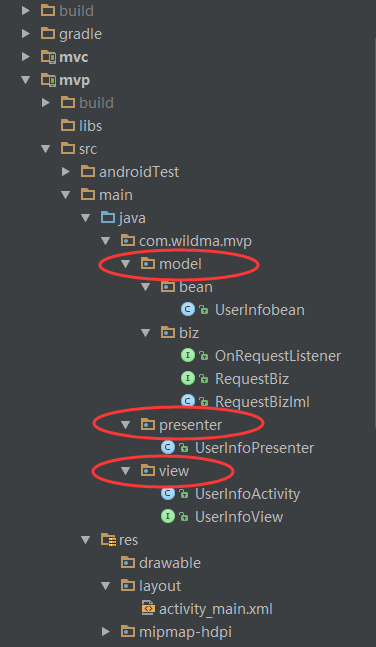 build
gradle
mvc
mvp
build
libs
src
androidTest
main
java
com.wildma.mvp
model
bean
C UserInfobean
biz
I OnRequestListener
I RequestBiz
C RequestBizIml
presenter
C UserInfoPresenter
view
C UserInfoActivity
I UserInfoView
res
drawable
layout
activity_main.xml
mipmap-hdpi